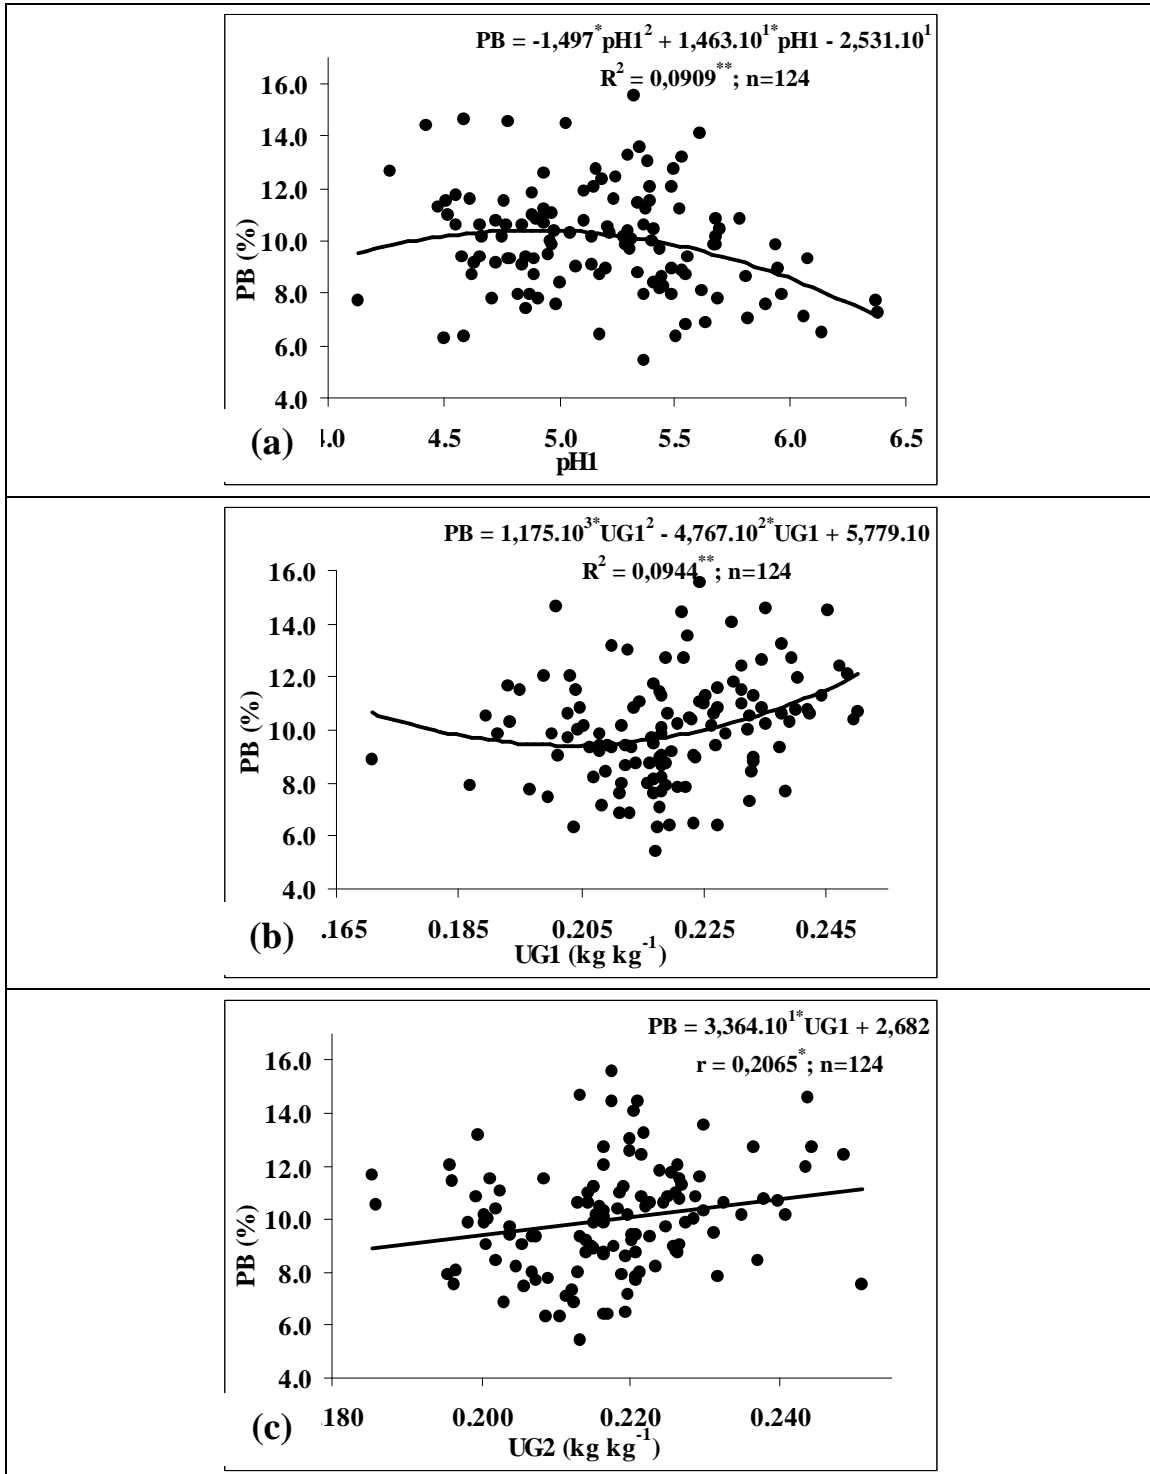 PB = -1,497*pH1² + 1,463.10¹*pH1 - 2,531.10¹
R² = 0,0909**; n=124
16.0
14.0
12.0
10.0
8.0
6.0
4.0
PB (%)
(a) 4.0 4.5 5.0 5.5 6.0 6.5
pH1
PB = 1,175.10³*UG1² - 4,767.10²*UG1 + 5,779.10
R² = 0,0944**; n=124
16.0
14.0
12.0
10.0
8.0
6.0
4.0
PB (%)
(b) .165 0.185 0.205 0.225 0.245
UG1 (kg kg⁻¹)
PB = 3,364.10¹*UG1 + 2,682
r = 0,2065*; n=124
16.0
14.0
12.0
10.0
8.0
6.0
4.0
PB (%)
(c) .180 0.200 0.220 0.240
UG2 (kg kg⁻¹)